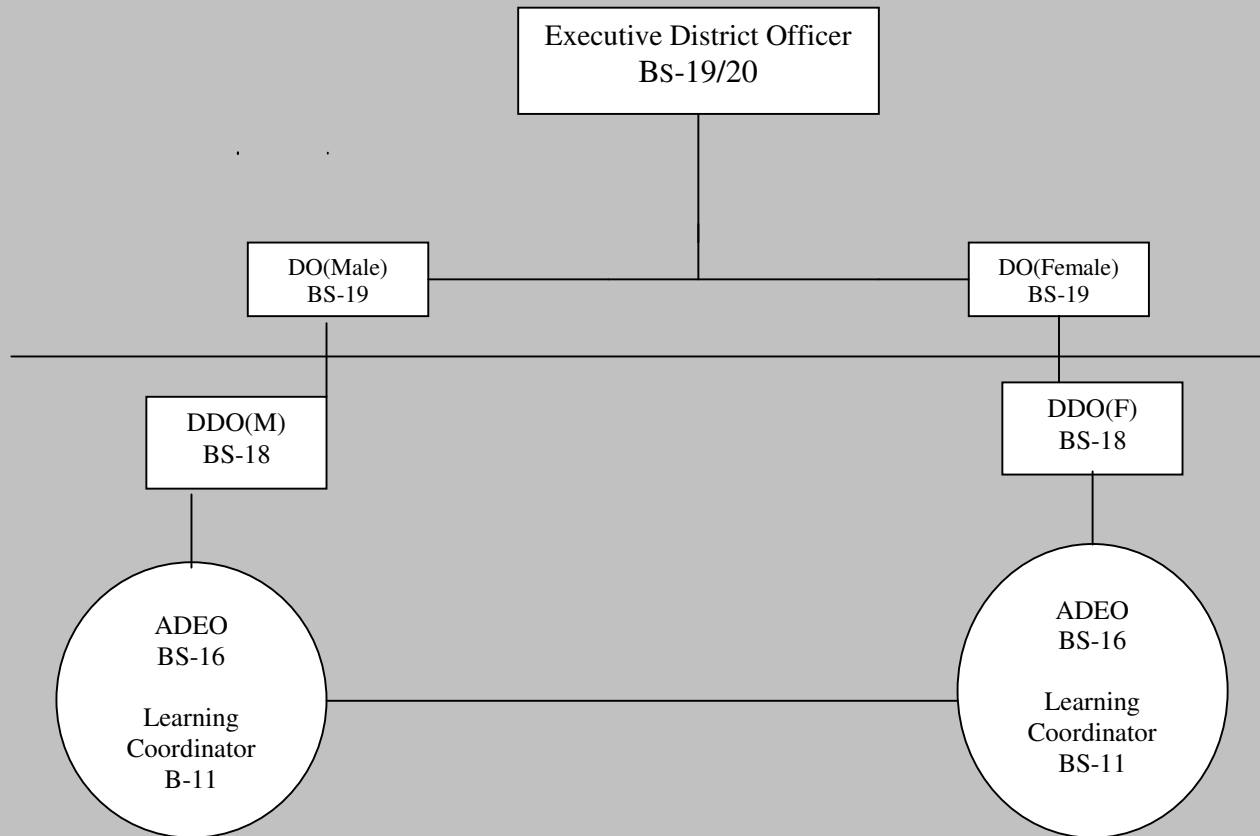 Executive District Officer
BS-19/20
DO(Male)
BS-19
DO(Female)
BS-19
DDO(M)
BS-18
DDO(F)
BS-18
ADEO
BS-16
Learning
Coordinator
B-11
ADEO
BS-16
Learning
Coordinator
BS-11